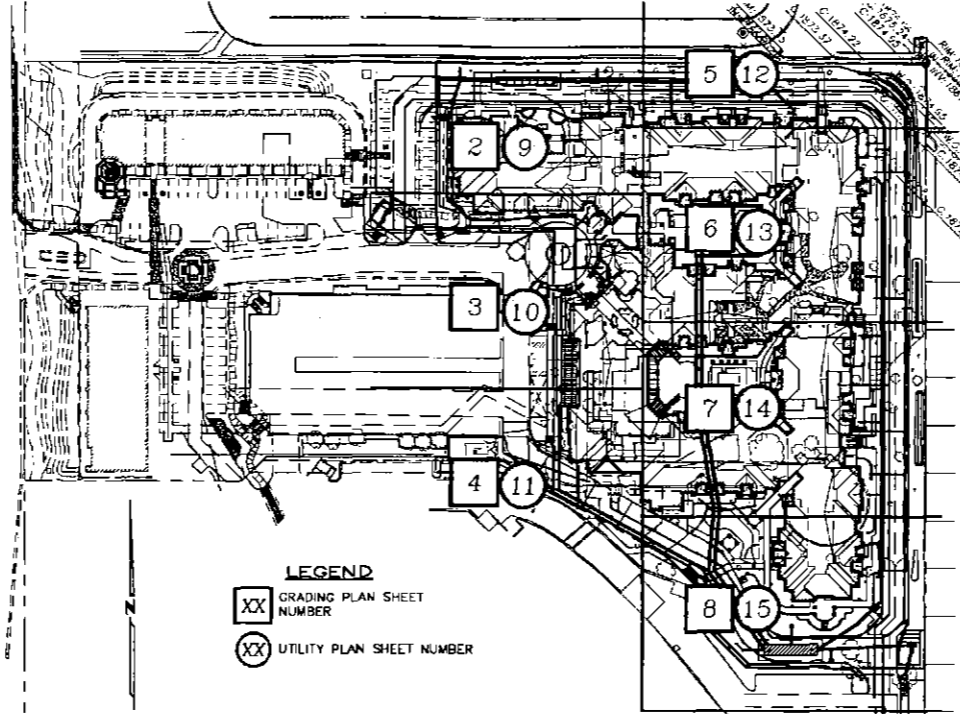 5 12
2 9
6 13
3 10
7 14
4 11
8 15
N
LEGEND
XX GRADING PLAN SHEET
NUMBER
XX UTILITY PLAN SHEET NUMBER